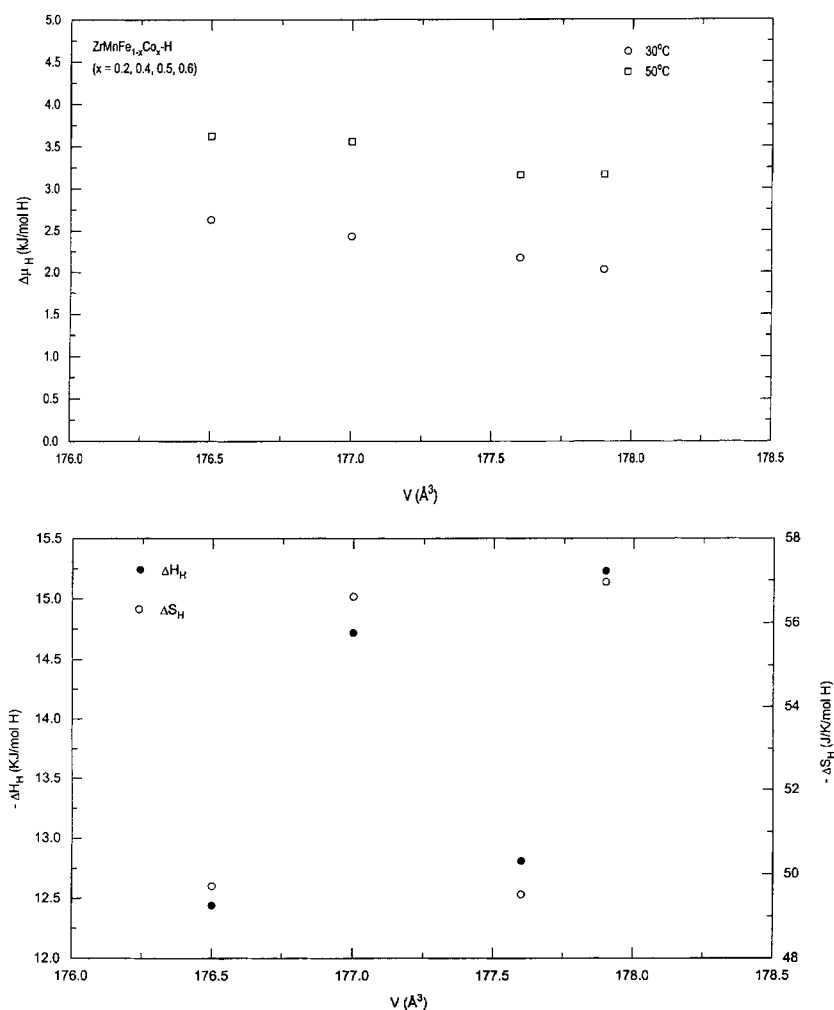 ZrMnFe1-xCox-H
(x = 0.2, 0.4, 0.5, 0.6)
○ 30°C
□ 50°C
5.0
4.5
4.0
3.5
3.0
2.5
2.0
1.5
1.0
0.5
0.0
ΔμH (kJ/mol H)
176.0 176.5 177.0 177.5 178.0 178.5
V (Å3)
● ΔHH
○ ΔSH
15.5
15.0
14.5
14.0
13.5
13.0
12.5
12.0
- ΔHH (KJ/mol H)
58
56
54
52
50
48
- ΔSH (J/K/mol H)
176.0 176.5 177.0 177.5 178.0 178.5
V (Å3)